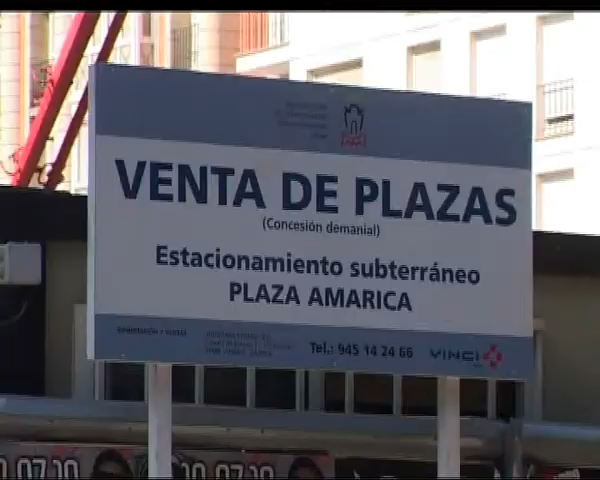 VENTA DE PLAZAS
(Concesión demanial)
Estacionamiento subterráneo
PLAZA AMARICA
Tel.: 945 14 24 66
VINCI